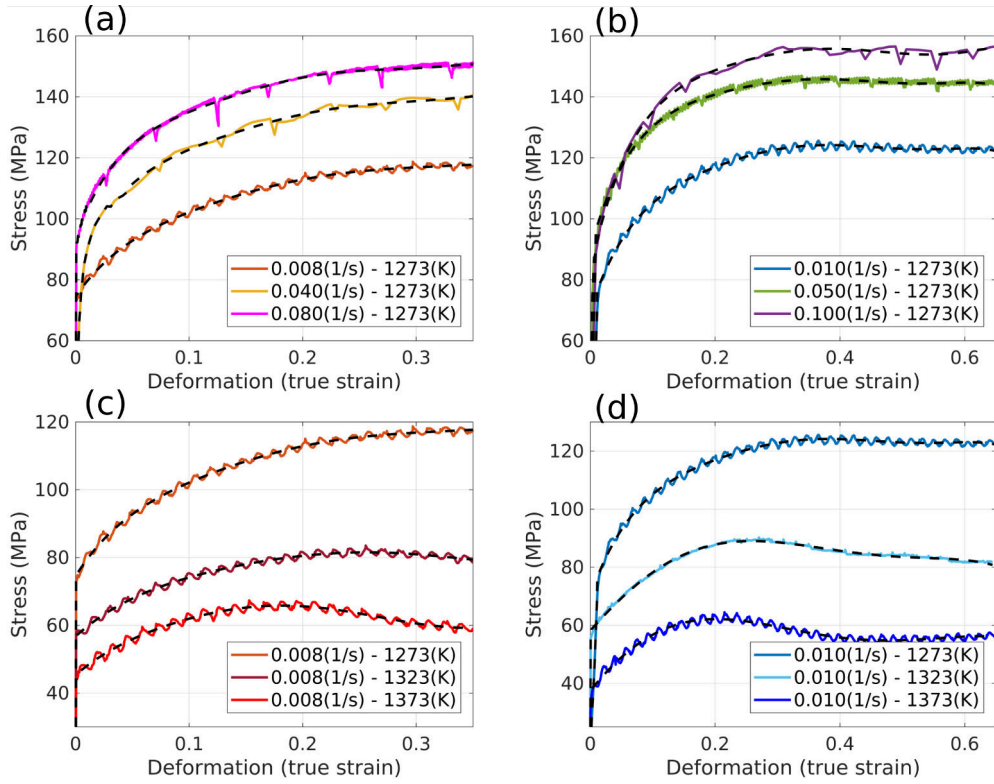 (a)
160
140
120
100
80
60
Stress (MPa)
0.008(1/s) - 1273(K)
0.040(1/s) - 1273(K)
0.080(1/s) - 1273(K)
0
0.1
0.2
0.3
Deformation (true strain)
(b)
160
140
120
100
80
60
Stress (MPa)
0.010(1/s) - 1273(K)
0.050(1/s) - 1273(K)
0.100(1/s) - 1273(K)
0
0.2
0.4
0.6
Deformation (true strain)
(c)
120
100
80
60
40
Stress (MPa)
0.008(1/s) - 1273(K)
0.008(1/s) - 1323(K)
0.008(1/s) - 1373(K)
0
0.1
0.2
0.3
Deformation (true strain)
(d)
120
100
80
60
40
Stress (MPa)
0.010(1/s) - 1273(K)
0.010(1/s) - 1323(K)
0.010(1/s) - 1373(K)
0
0.2
0.4
0.6
Deformation (true strain)